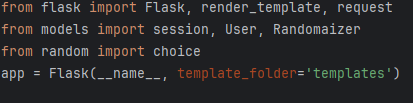 from flask import Flask, render_template, request
from models import session, User, Randomaizer
from random import choice
app = Flask(__name__, template_folder='templates')